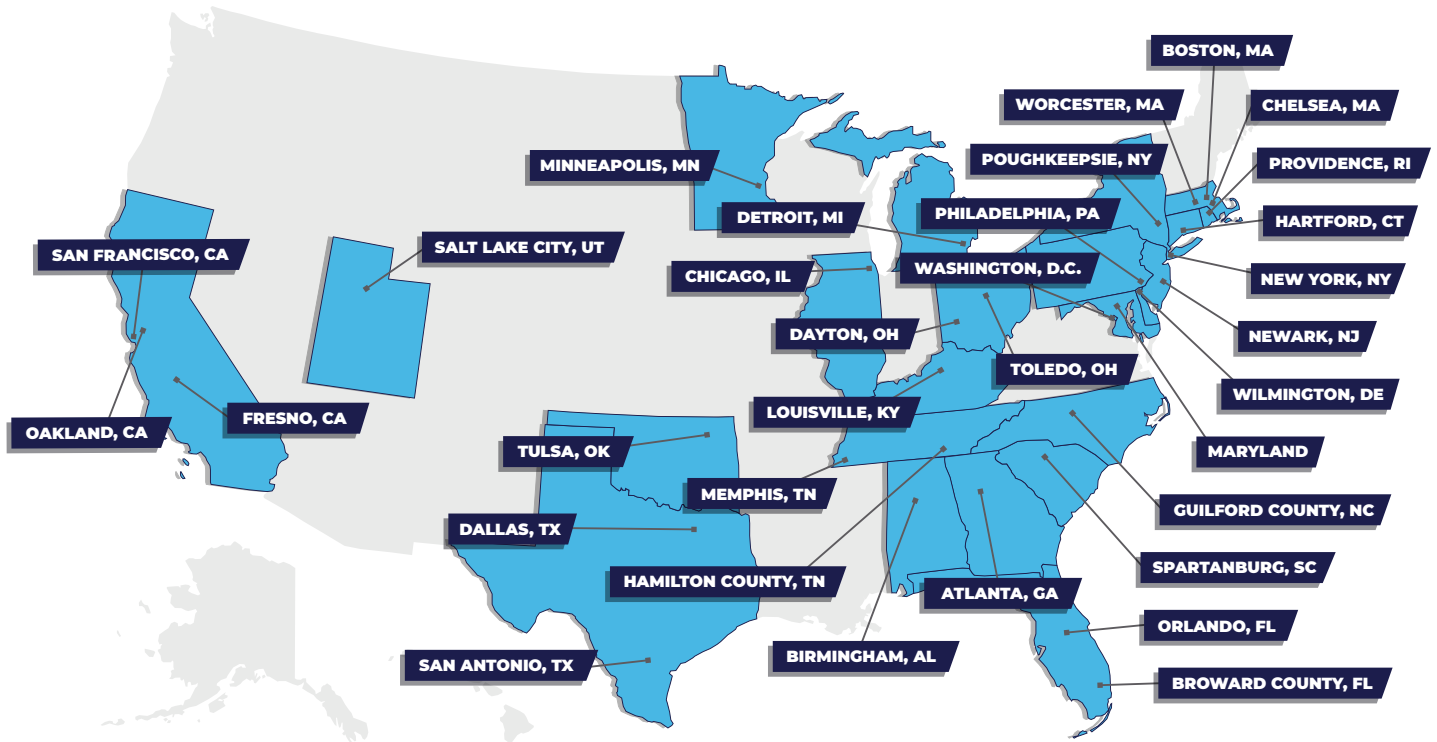 BOSTON, MA
WORCESTER, MA
CHELSEA, MA
MINNEAPOLIS, MN
POUGHKEEPSIE, NY
PROVIDENCE, RI
DETROIT, MI
PHILADELPHIA, PA
HARTFORD, CT
SAN FRANCISCO, CA
SALT LAKE CITY, UT
CHICAGO, IL
WASHINGTON, D.C.
NEW YORK, NY
DAYTON, OH
NEWARK, NJ
TOLEDO, OH
WILMINGTON, DE
OAKLAND, CA
FRESNO, CA
LOUISVILLE, KY
TULSA, OK
MARYLAND
MEMPHIS, TN
GUILFORD COUNTY, NC
DALLAS, TX
HAMILTON COUNTY, TN
SPARTANBURG, SC
ATLANTA, GA
ORLANDO, FL
SAN ANTONIO, TX
BIRMINGHAM, AL
BROWARD COUNTY, FL